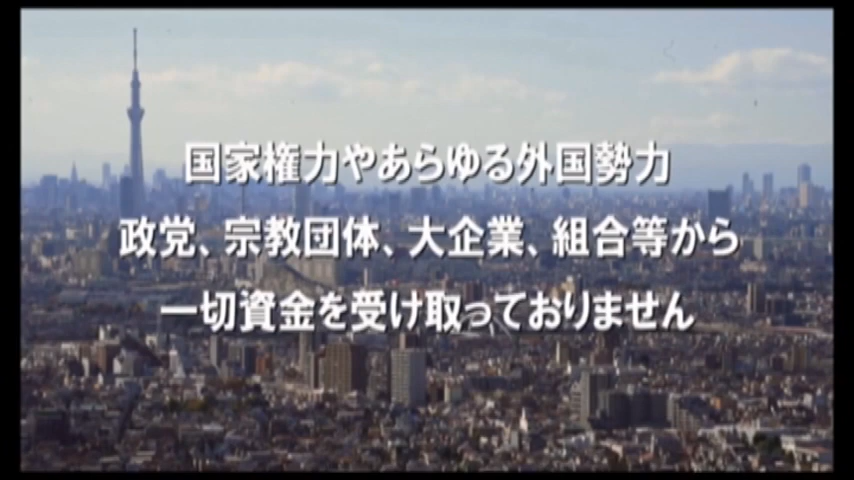 国家権力やあらゆる外国勢力
政党、宗教団体、大企業、組合等から
一切資金を受け取っておりません